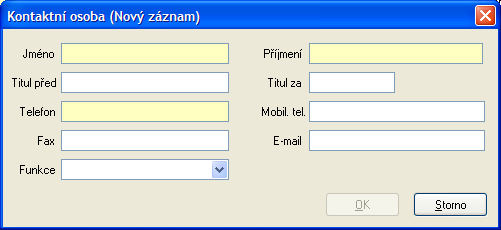 Kontaktní osoba (Nový záznam)
Jméno Příjmení
Titul před Titul za
Telefon Mobil. tel.
Fax E-mail
Funkce
OK Storno